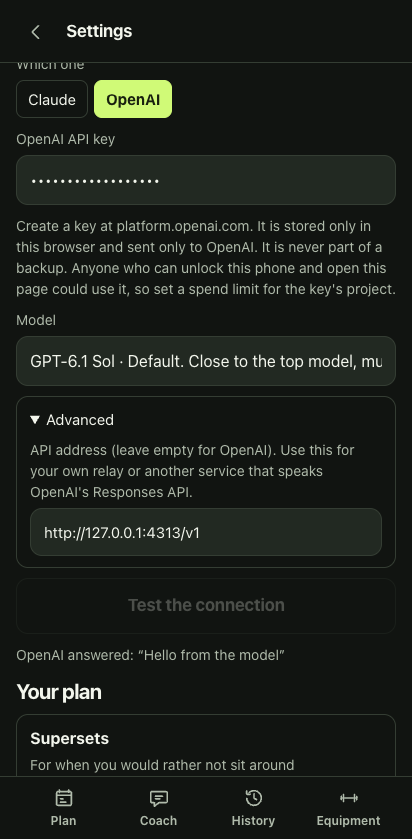 Settings
Which one
Claude
OpenAI
OpenAI API key
••••••••••••••••••
Create a key at platform.openai.com. It is stored only in
this browser and sent only to OpenAI. It is never part of a
backup. Anyone who can unlock this phone and open this
page could use it, so set a spend limit for the key's project.
Model
GPT-6.1 Sol · Default. Close to the top model, mu
▼ Advanced
API address (leave empty for OpenAI). Use this for
your own relay or another service that speaks
OpenAI's Responses API.
http://127.0.0.1:4313/v1
Test the connection
OpenAI answered: “Hello from the model”
Your plan
Supersets
For when you would rather not sit around
Plan
Coach
History
Equipment